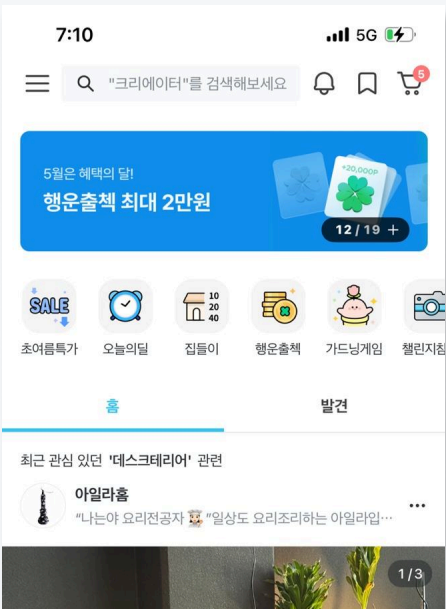 7:10
5G
"크리에이터"를 검색해보세요
5
5월은 혜택의 달!
행운출첵 최대 2만원
+20,000P
12 / 19 +
SALE
10
20
40
초여름특가 오늘의딜 집들이 행운출첵 가드닝게임 챌린지참
홈 발견
최근 관심 있던 '데스크테리어' 관련
아일라홈
"나는야 요리전공자 👩🏻‍🍳 "일상도 요리조리하는 아일라입…
1/3